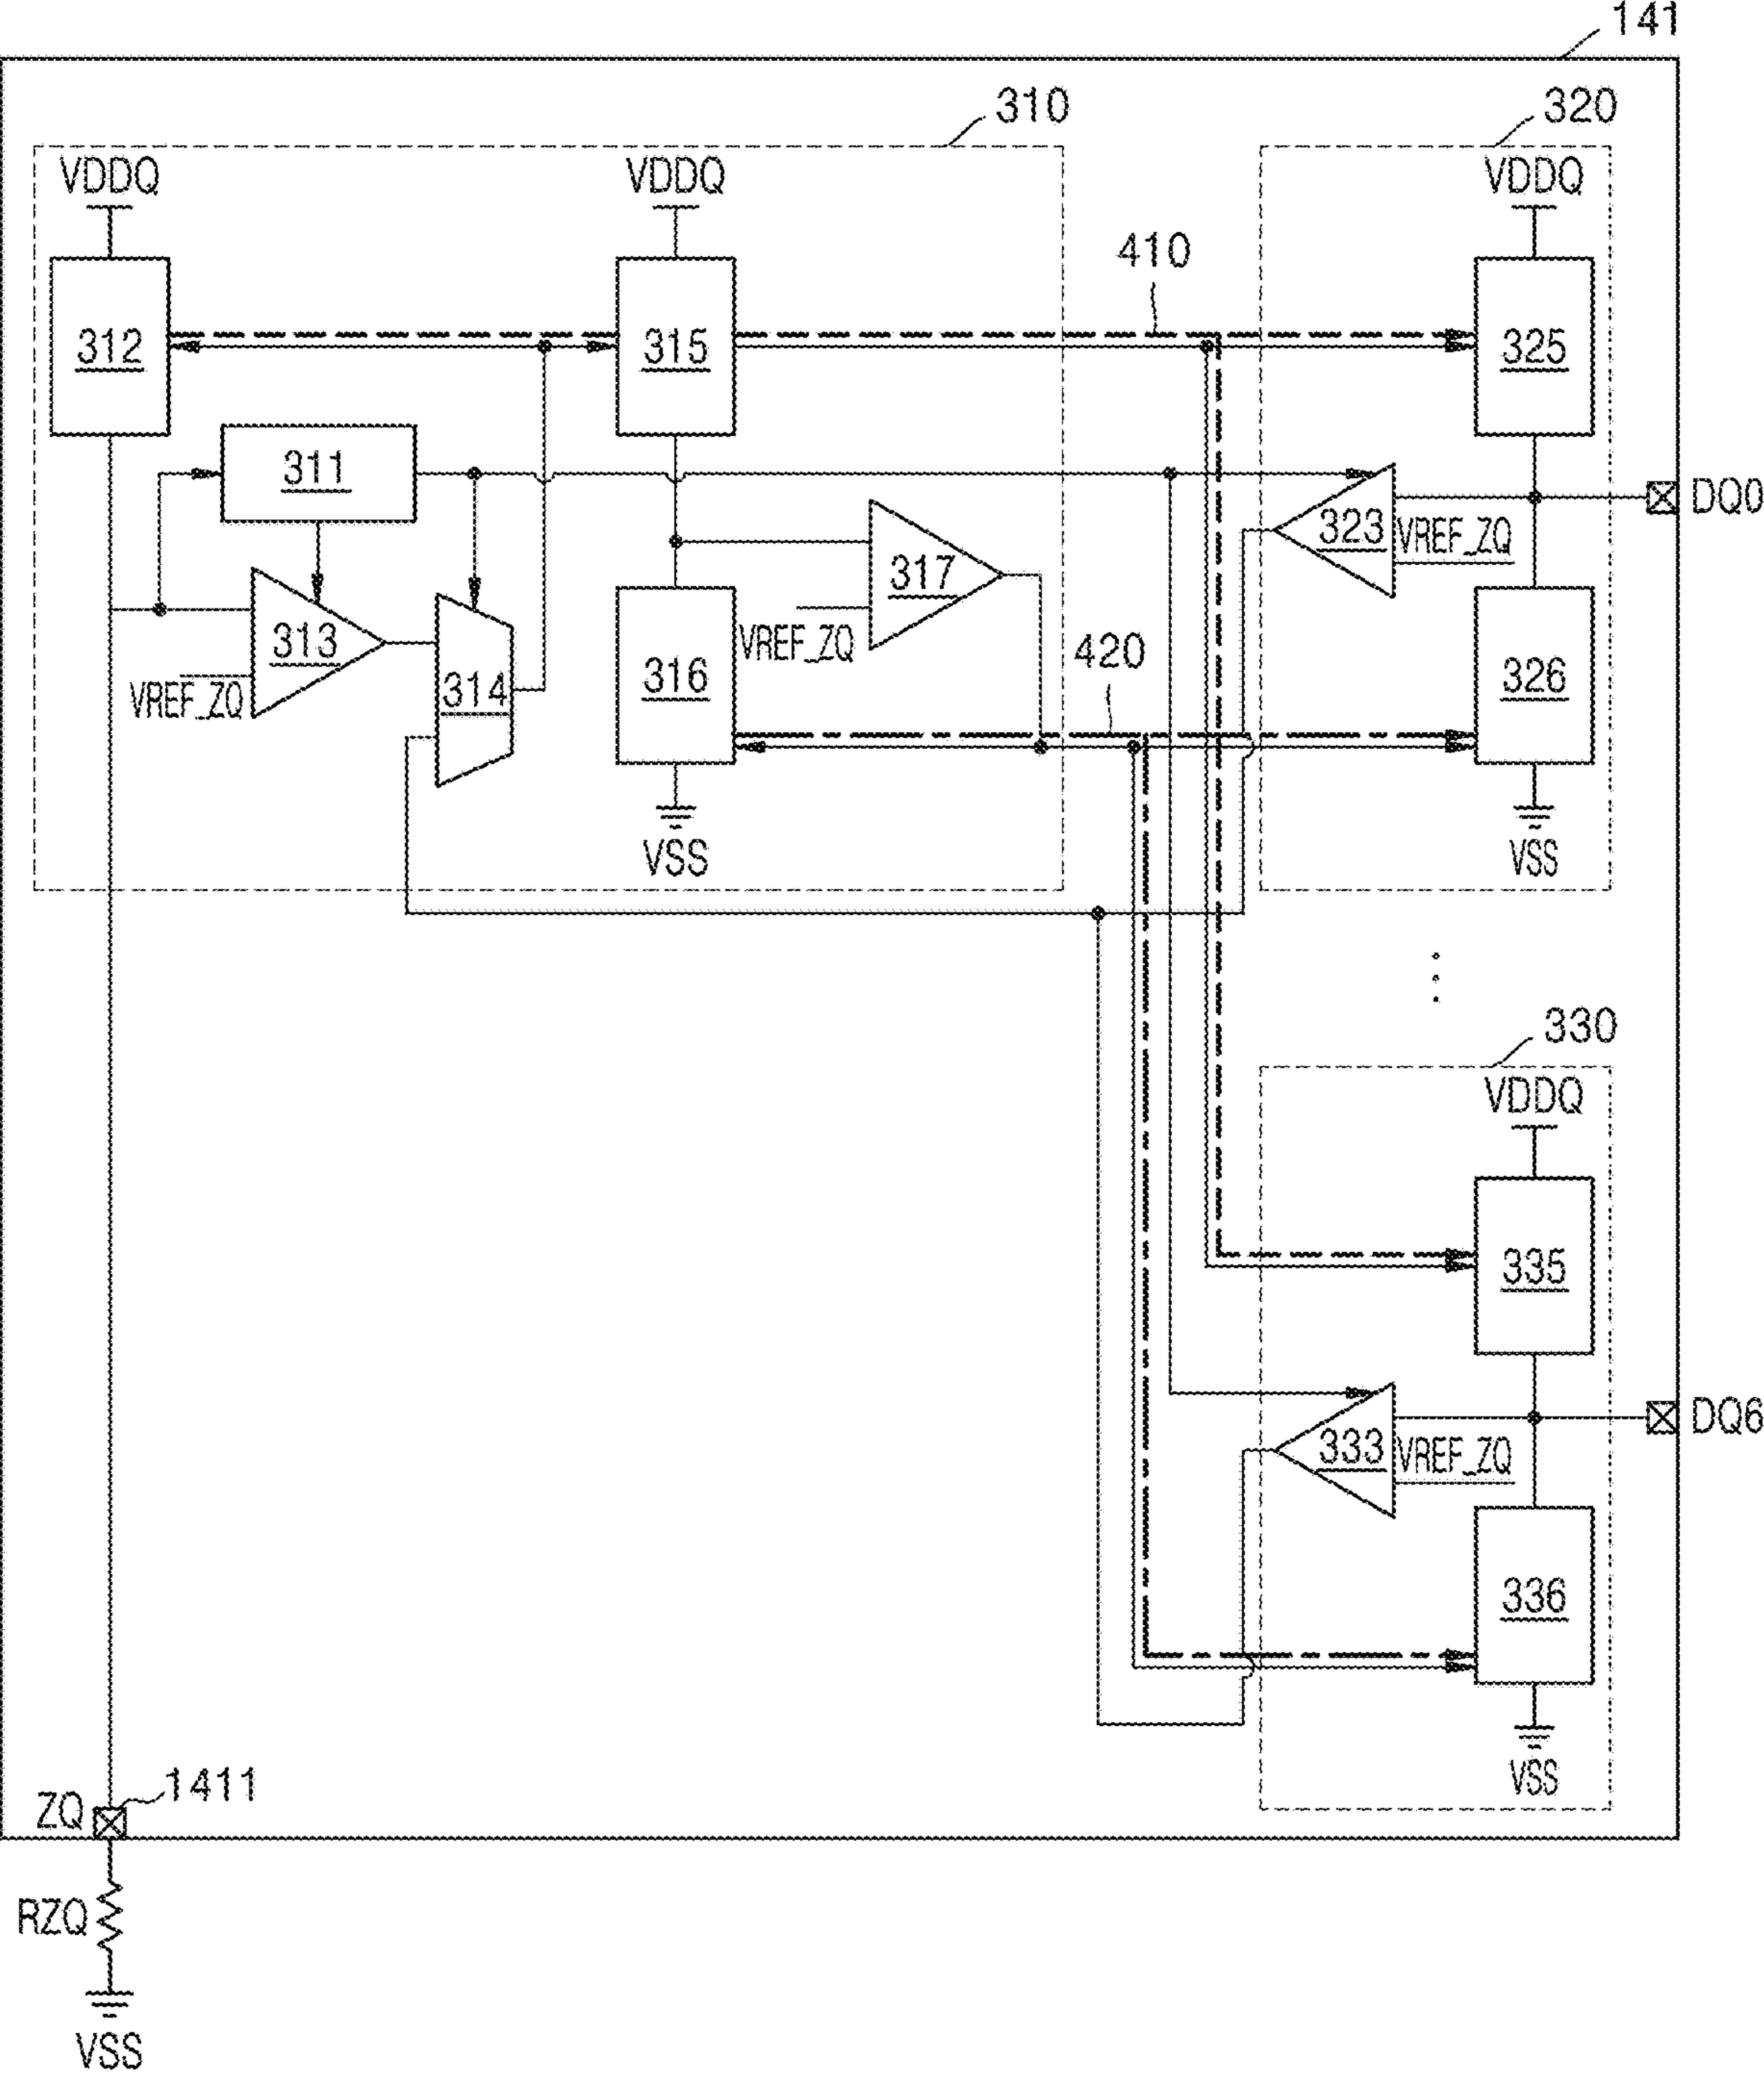 141
310
320
VDDQ
VDDQ
VDDQ
410
312
315
325
311
DQ0
323
VREF_ZQ
317
313
VREF_ZQ
420
314
316
326
VREF_ZQ
VSS
VSS
330
VDDQ
335
DQ6
333
VREF_ZQ
336
VSS
ZQ
1411
RZQ
VSS